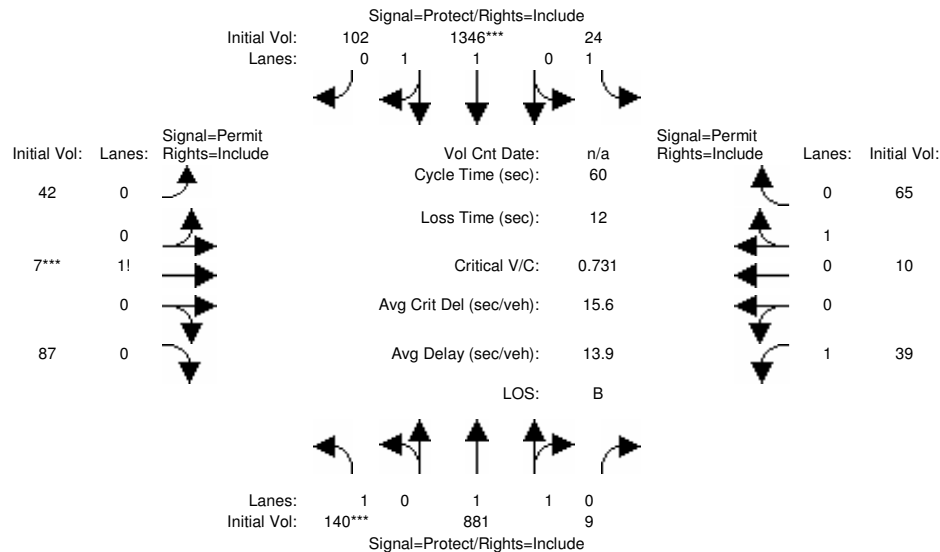 Signal=Protect/Rights=Include
Initial Vol: 102 1346*** 24
Lanes: 0 1 1 0 1
Signal=Permit Signal=Permit
Initial Vol: Lanes: Rights=Include Vol Cnt Date: n/a Rights=Include Lanes: Initial Vol:
Cycle Time (sec): 60
42 0 0 65
Loss Time (sec): 12
0 1
7*** 1! Critical V/C: 0.731 0 10
0 Avg Crit Del (sec/veh): 15.6 0
87 0 Avg Delay (sec/veh): 13.9 1 39
LOS: B
Lanes: 1 0 1 1 0
Initial Vol: 140*** 881 9
Signal=Protect/Rights=Include